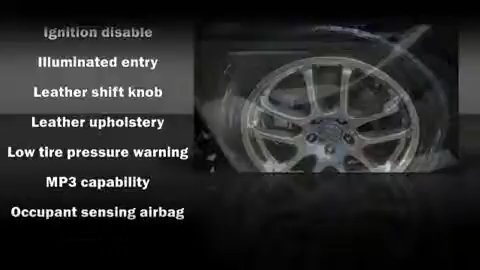 Ignition disable
Illuminated entry
Leather shift knob
Leather upholstery
Low tire pressure warning
MP3 capability
Occupant sensing airbag